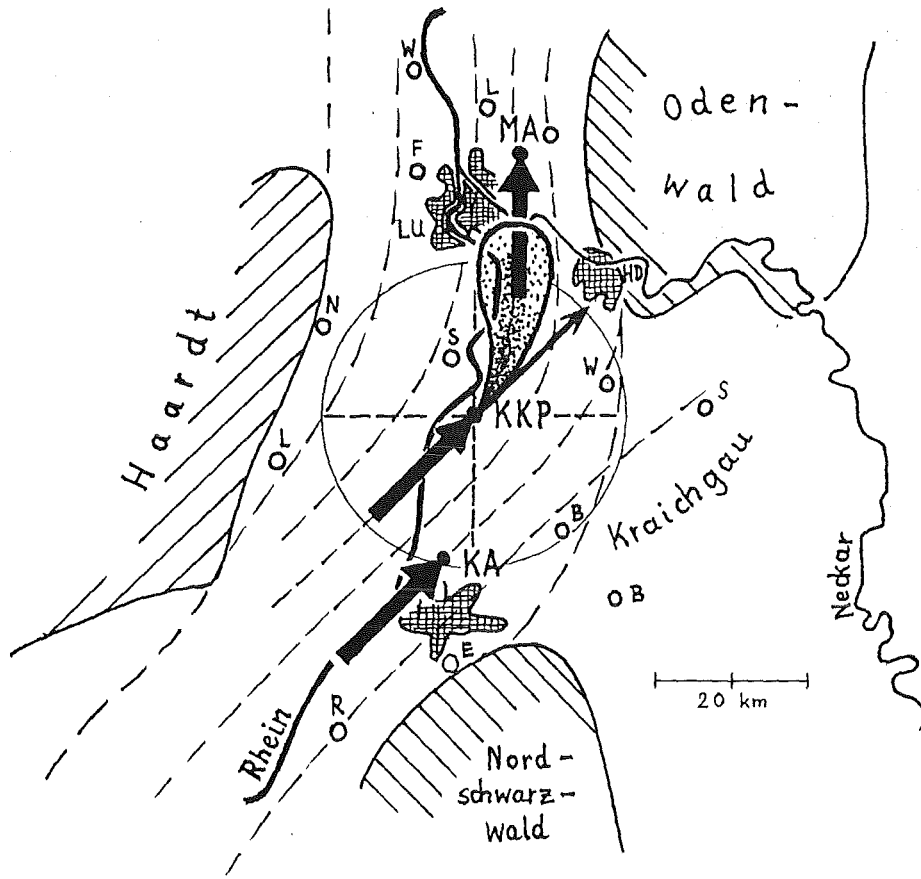 W
L
MA
Oden-
wald
F
LU
HD
N
Haardt
S
W
KKP
S
L
B
Kraichgau
KA
B
Neckar
E
20 km
R
Rhein
Nord-
schwarz-
wald